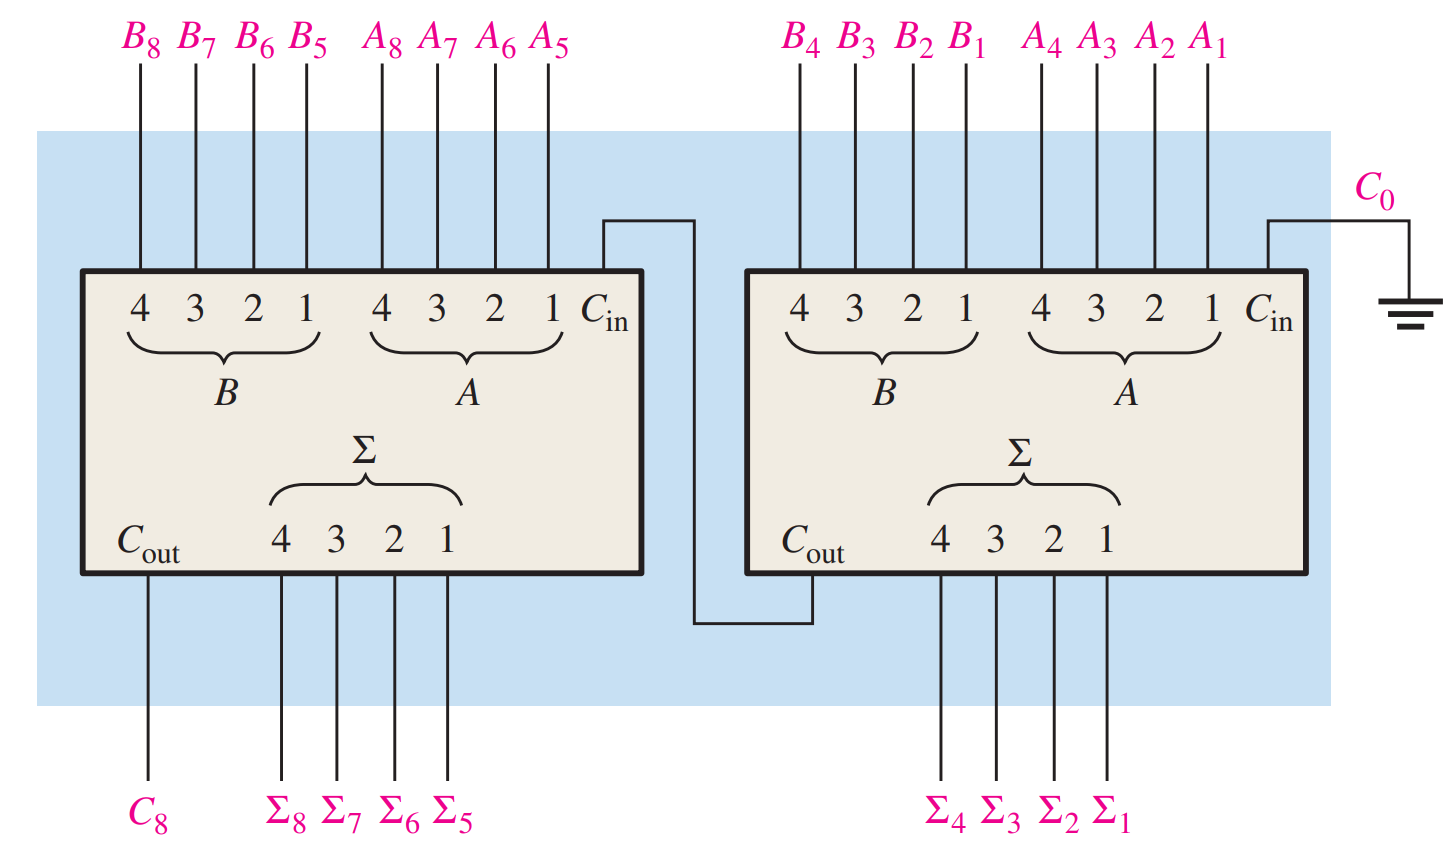 B₈ B₇ B₆ B₅ A₈ A₇ A₆ A₅ B₄ B₃ B₂ B₁ A₄ A₃ A₂ A₁
C₀
4 3 2 1 4 3 2 1 Cin 4 3 2 1 4 3 2 1 Cin
B A B A
Σ Σ
Cout 4 3 2 1 Cout 4 3 2 1
C₈ Σ₈ Σ₇ Σ₆ Σ₅ Σ₄ Σ₃ Σ₂ Σ₁